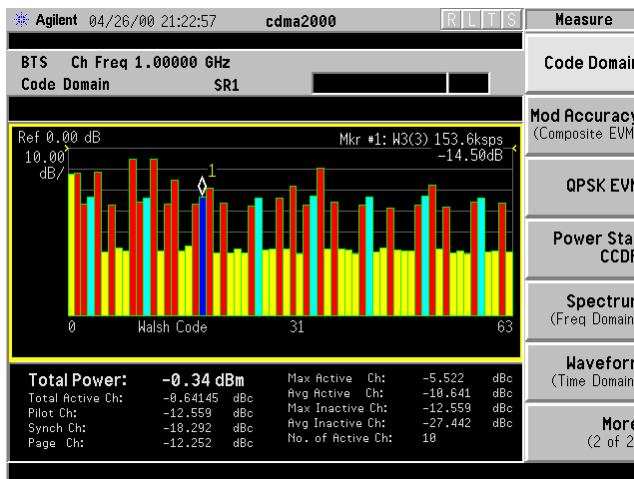 Agilent 04/26/00 21:22:57 cdma2000 R L T S Measure
BTS Ch Freq 1.00000 GHz
Code Domain SR1
Code Domain
Ref 0.00 dB Mkr #1: W3(3) 153.6ksps
10.00 -14.50dB
dB/
1
0 Walsh Code 31 63
Mod Accuracy
(Composite EVM
QPSK EVM
Power Sta
CCDF
Spectrum
(Freq Domain
Waveform
(Time Domain
More
(2 of 2
Total Power: -0.34 dBm
Total Active Ch: -0.64145 dBc
Pilot Ch: -12.559 dBc
Synch Ch: -18.292 dBc
Page Ch: -12.252 dBc
Max Active Ch: -5.522 dBc
Avg Active Ch: -10.641 dBc
Max Inactive Ch: -12.559 dBc
Avg Inactive Ch: -27.442 dBc
No. of Active Ch: 10